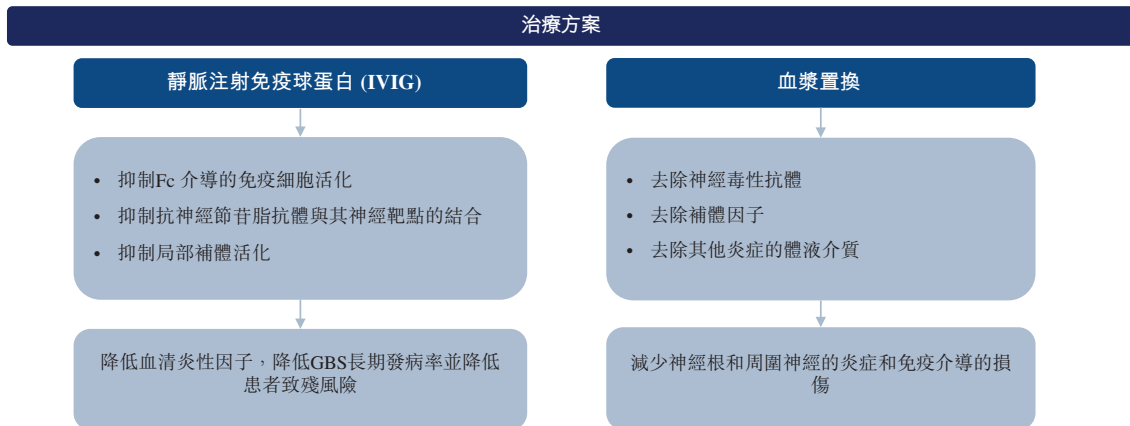 治療方案
靜脈注射免疫球蛋白 (IVIG)
• 抑制Fc 介導的免疫細胞活化
• 抑制抗神經節苷脂抗體與其神經靶點的結合
• 抑制局部補體活化
降低血清炎性因子，降低GBS長期發病率並降低
患者致殘風險
血漿置換
• 去除神經毒性抗體
• 去除補體因子
• 去除其他炎症的體液介質
減少神經根和周圍神經的炎症和免疫介導的損
傷